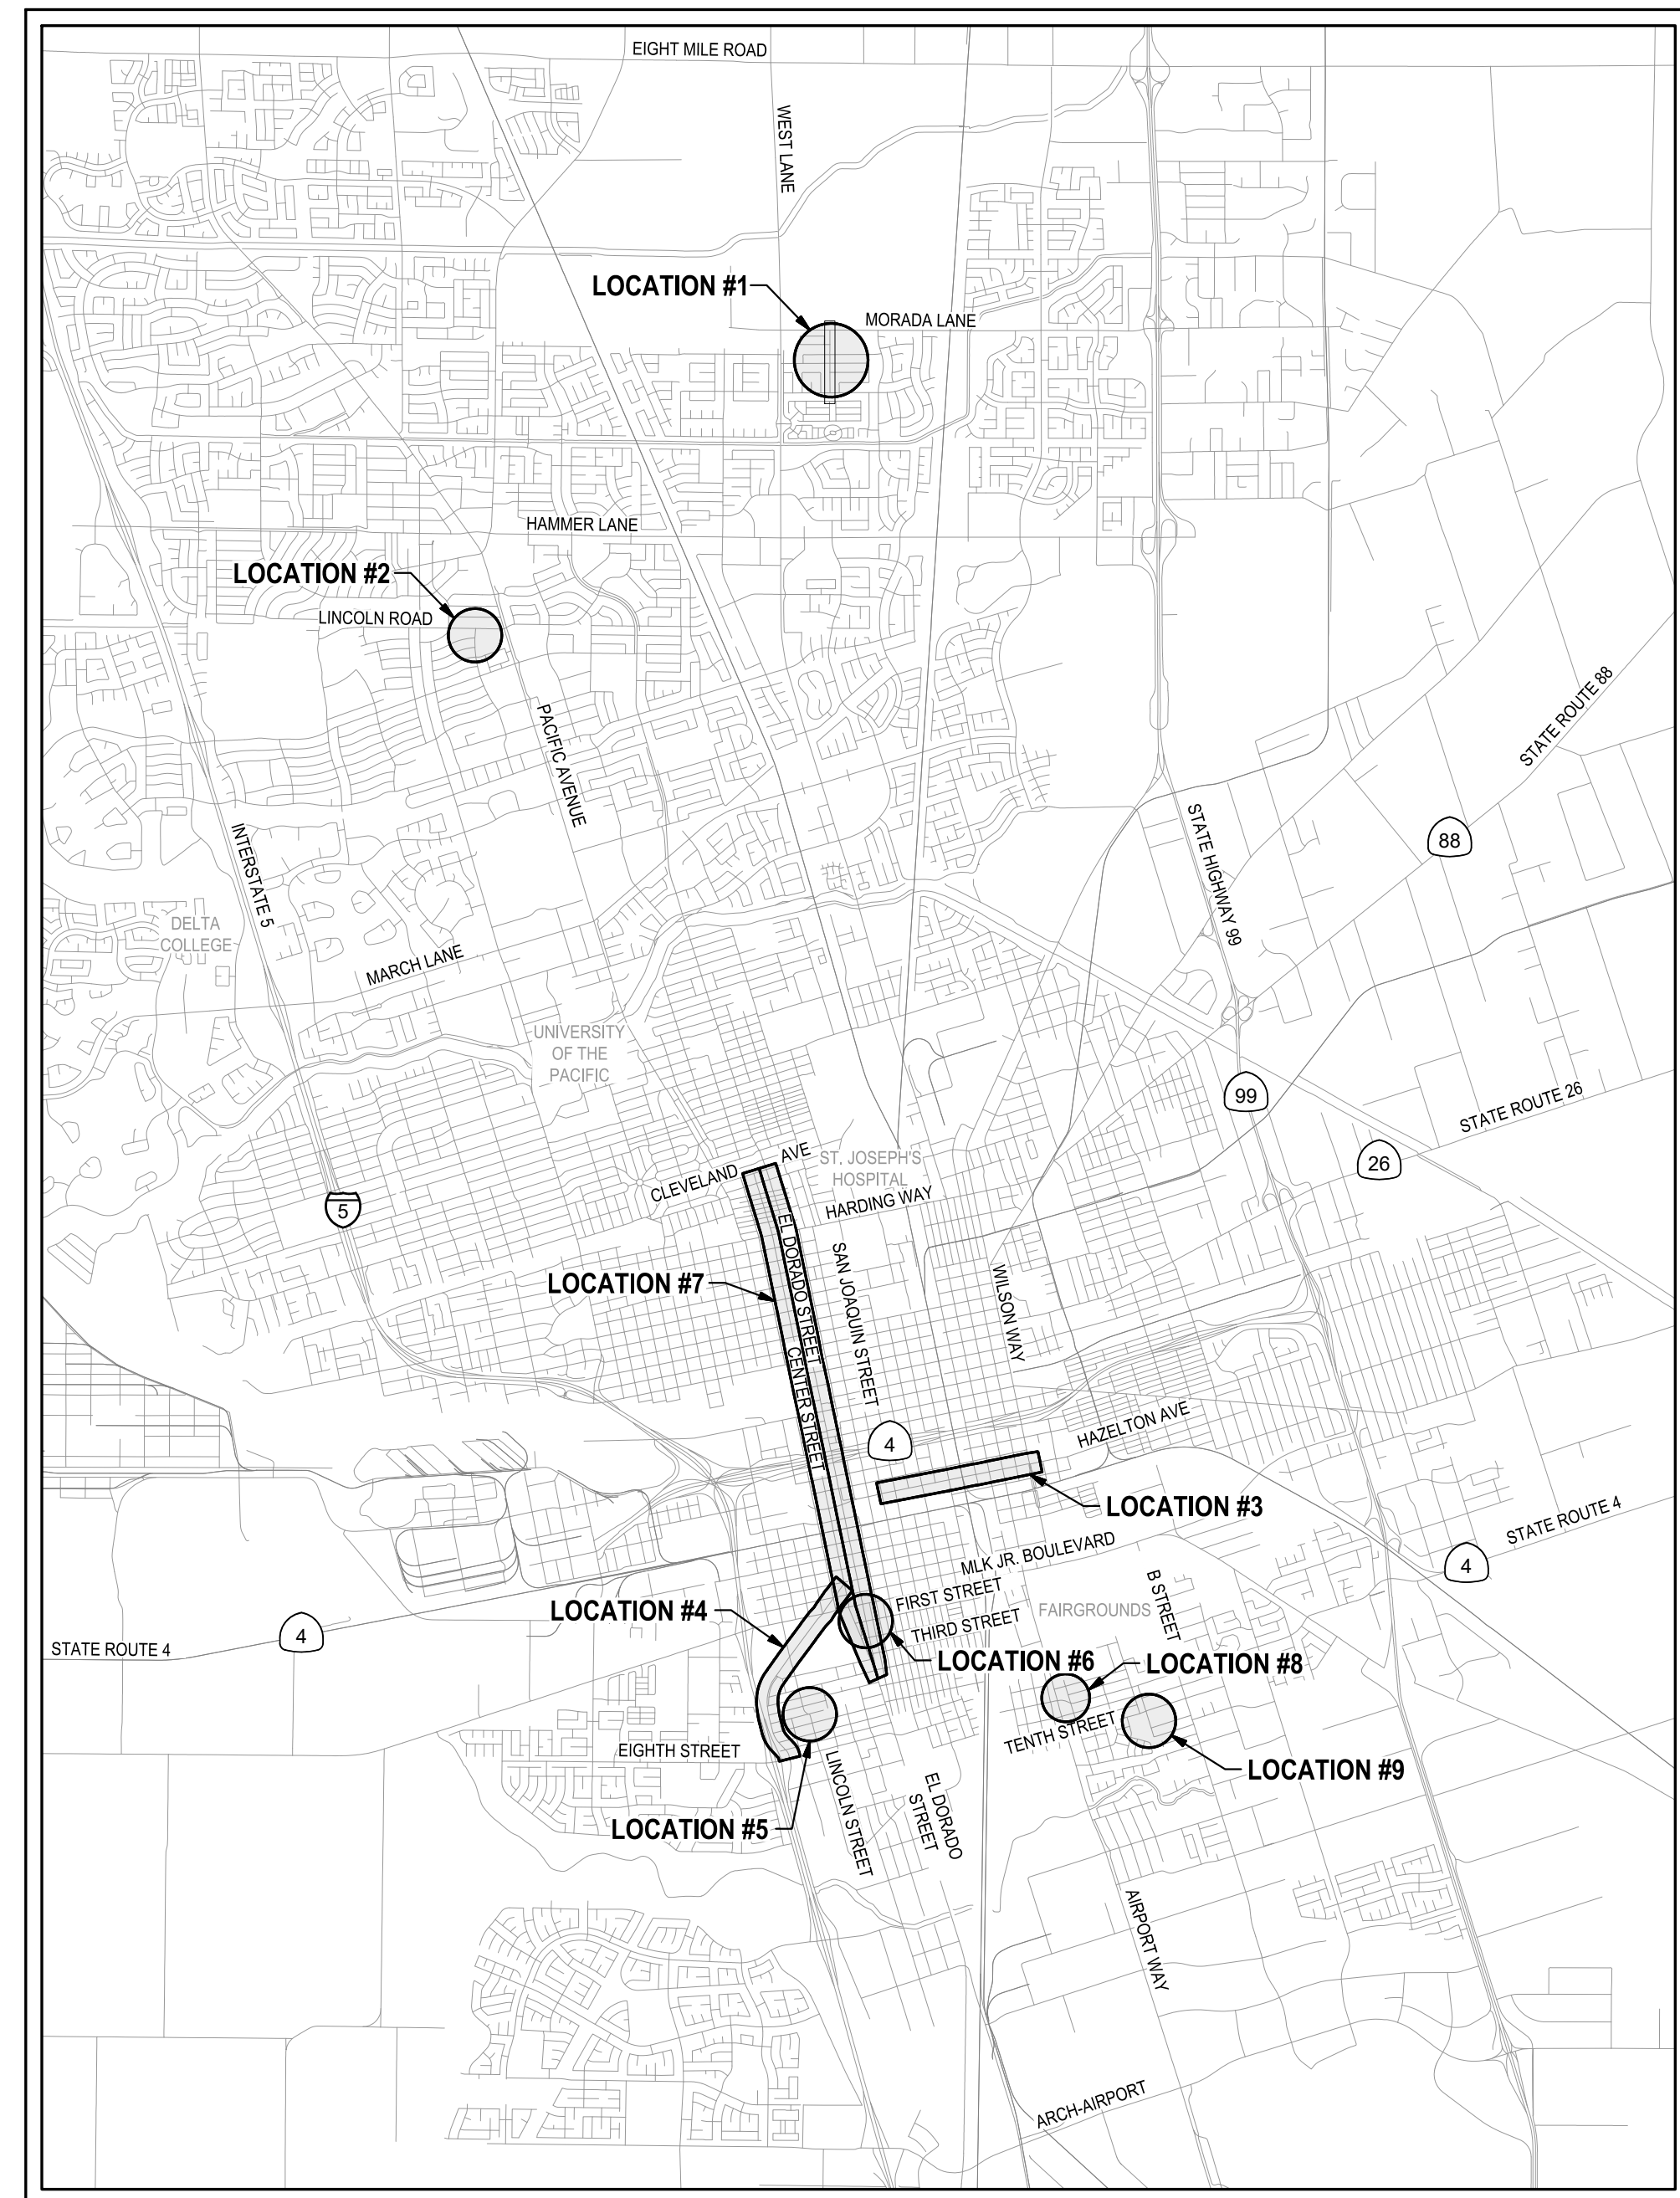 EIGHT MILE ROAD
WEST LANE
LOCATION #1
MORADA LANE
HAMMER LANE
LOCATION #2
LINCOLN ROAD
STATE ROUTE 88
PACIFIC AVENUE
STATE HIGHWAY 99
88
INTERSTATE 5
DELTA
COLLEGE
MARCH LANE
UNIVERSITY
OF THE
PACIFIC
99
STATE ROUTE 26
26
CLEVELAND AVE
ST. JOSEPH'S
HOSPITAL
HARDING WAY
5
EL DORADO STREET
SAN JOAQUIN STREET
WILSON WAY
LOCATION #7
CENTER STREET
4
HAZELTON AVE
LOCATION #3
STATE ROUTE 4
4
MLK JR. BOULEVARD
FIRST STREET
B STREET
FAIRGROUNDS
LOCATION #4
THIRD STREET
4
STATE ROUTE 4
LOCATION #6
LOCATION #8
TENTH STREET
EIGHTH STREET
LOCATION #9
LINCOLN STREET
EL DORADO
STREET
LOCATION #5
AIRPORT WAY
ARCH-AIRPORT